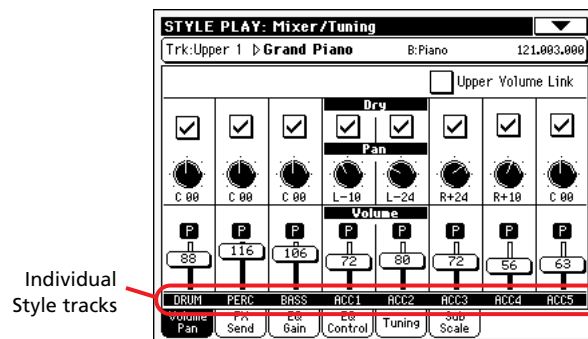 STYLE PLAY: Mixer/Tuning
Trk:Upper 1 Grand Piano B:Piano 121.003.000
Upper Volume Link
Dry
Pan
C 00 C 00 C 00 L-10 L-24 R+24 R+10 C 00
Volume
P P P P P P P P
88 116 106 72 80 72 56 63
Individual
Style tracks
DRUM PERC BASS ACC1 ACC2 ACC3 ACC4 ACC5
Volume Pan FX Send EQ Gain EQ Control Tuning Sub Scale